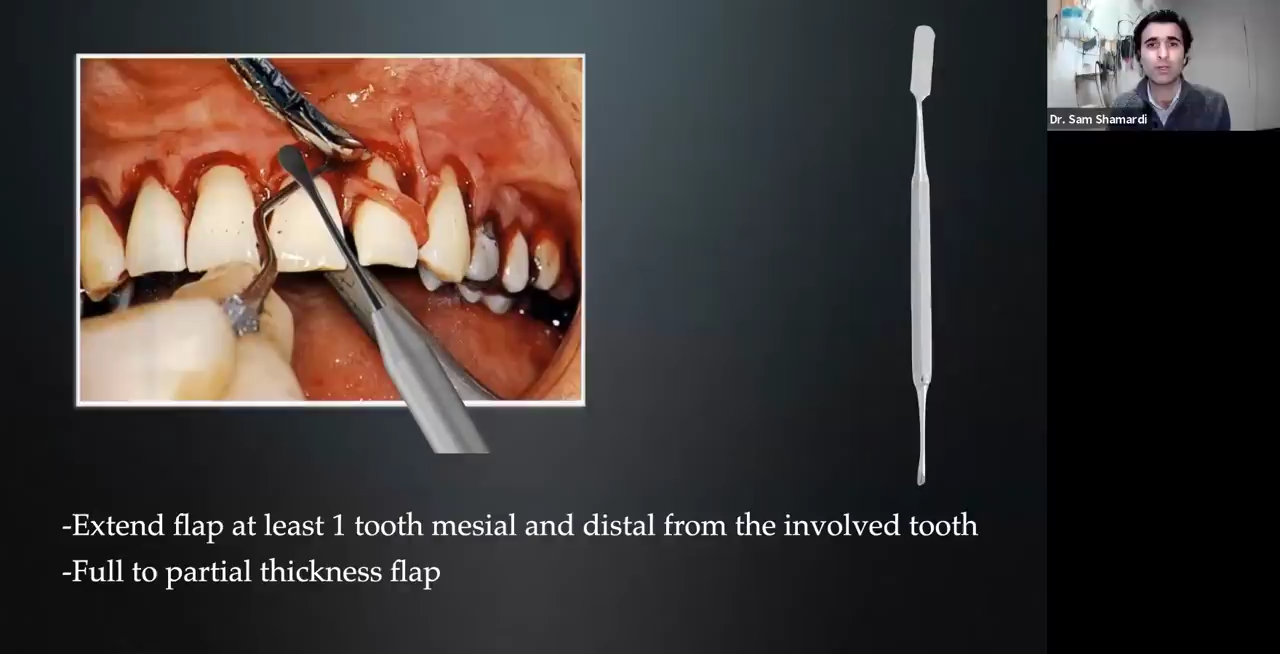 Dr. Sam Shamardi
-Extend flap at least 1 tooth mesial and distal from the involved tooth
-Full to partial thickness flap